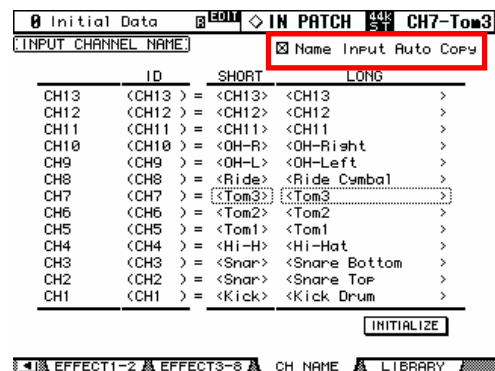 0 Initial Data EDIT IN PATCH 44k ST CH7-Tom3
INPUT CHANNEL NAME
☒ Name Input Auto Copy
ID SHORT LONG
CH13 (CH13 ) = <CH13> <CH13 >
CH12 (CH12 ) = <CH12> <CH12 >
CH11 (CH11 ) = <CH11> <CH11 >
CH10 (CH10 ) = <OH-R> <OH-Right >
CH9 (CH9 ) = <OH-L> <OH-Left >
CH8 (CH8 ) = <Ride> <Ride Cymbal >
CH7 (CH7 ) = <Tom3> <Tom3 >
CH6 (CH6 ) = <Tom2> <Tom2 >
CH5 (CH5 ) = <Tom1> <Tom1 >
CH4 (CH4 ) = <Hi-H> <Hi-Hat >
CH3 (CH3 ) = <Snar> <Snare Bottom >
CH2 (CH2 ) = <Snar> <Snare Top >
CH1 (CH1 ) = <Kick> <Kick Drum >
INITIALIZE
EFFECT1-2 EFFECT3-8 CH NAME LIBRARY